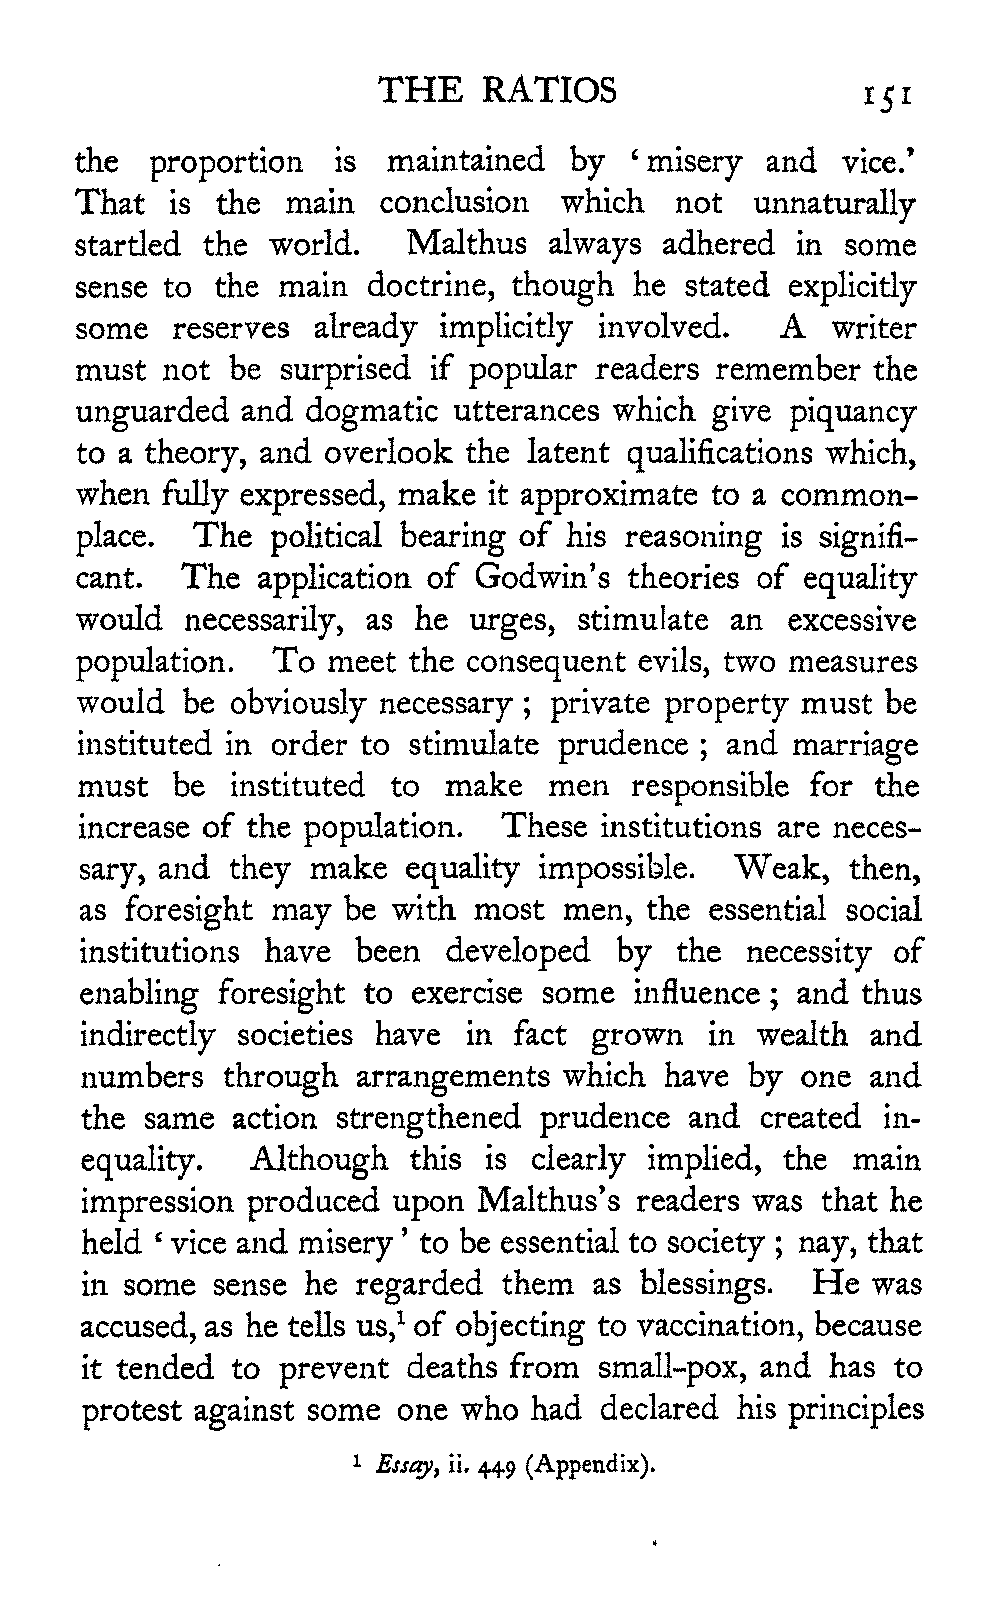 THE RATIOS 151
the proportion is maintained by ‘misery and vice.’
That is the main conclusion which not unnaturally
startled the world. Malthus always adhered in some
sense to the main doctrine, though he stated explicitly
some reserves already implicitly involved. A writer
must not be surprised if popular readers remember the
unguarded and dogmatic utterances which give piquancy
to a theory, and overlook the latent qualifications which,
when fully expressed, make it approximate to a common-
place. The political bearing of his reasoning is signifi-
cant. The application of Godwin’s theories of equality
would necessarily, as he urges, stimulate an excessive
population. To meet the consequent evils, two measures
would be obviously necessary ; private property must be
instituted in order to stimulate prudence ; and marriage
must be instituted to make men responsible for the
increase of the population. These institutions are neces-
sary, and they make equality impossible. Weak, then,
as foresight may be with most men, the essential social
institutions have been developed by the necessity of
enabling foresight to exercise some influence ; and thus
indirectly societies have in fact grown in wealth and
numbers through arrangements which have by one and
the same action strengthened prudence and created in-
equality. Although this is clearly implied, the main
impression produced upon Malthus’s readers was that he
held ‘vice and misery’ to be essential to society ; nay, that
in some sense he regarded them as blessings. He was
accused, as he tells us,¹ of objecting to vaccination, because
it tended to prevent deaths from small-pox, and has to
protest against some one who had declared his principles
¹ Essay, ii. 449 (Appendix).